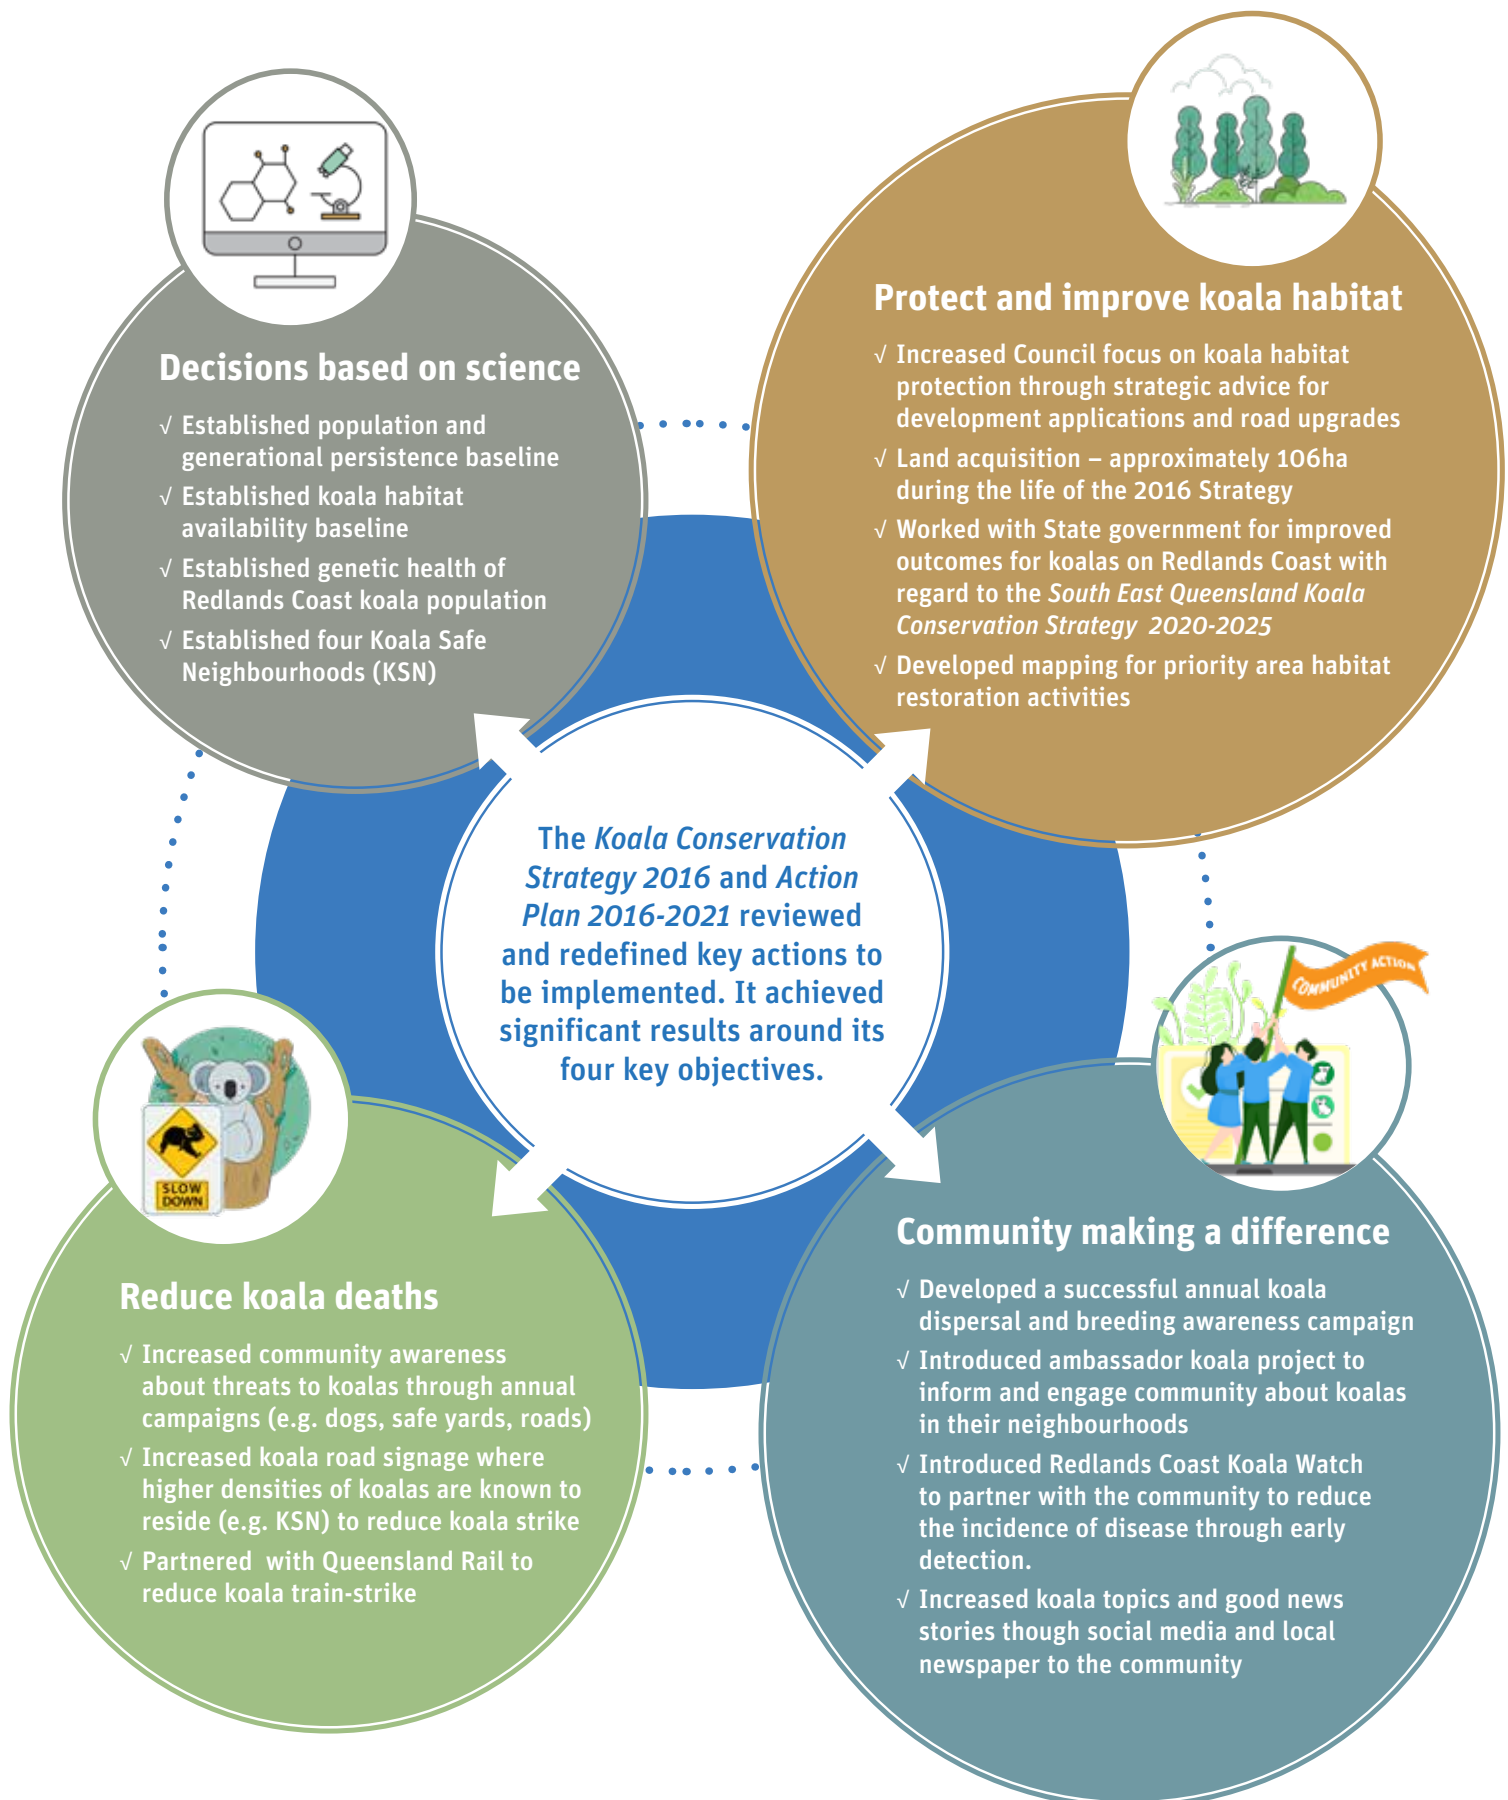 Decisions based on science
√ Established population and
generational persistence baseline
√ Established koala habitat
availability baseline
√ Established genetic health of
Redlands Coast koala population
√ Established four Koala Safe
Neighbourhoods (KSN)
Protect and improve koala habitat
√ Increased Council focus on koala habitat
protection through strategic advice for
development applications and road upgrades
√ Land acquisition – approximately 106ha
during the life of the 2016 Strategy
√ Worked with State government for improved
outcomes for koalas on Redlands Coast with
regard to the South East Queensland Koala
Conservation Strategy 2020-2025
√ Developed mapping for priority area habitat
restoration activities
The Koala Conservation
Strategy 2016 and Action
Plan 2016-2021 reviewed
and redefined key actions to
be implemented. It achieved
significant results around its
four key objectives.
SLOW
DOWN
Reduce koala deaths
√ Increased community awareness
about threats to koalas through annual
campaigns (e.g. dogs, safe yards, roads)
√ Increased koala road signage where
higher densities of koalas are known to
reside (e.g. KSN) to reduce koala strike
√ Partnered with Queensland Rail to
reduce koala train-strike
COMMUNITY ACTION
Community making a difference
√ Developed a successful annual koala
dispersal and breeding awareness campaign
√ Introduced ambassador koala project to
inform and engage community about koalas
in their neighbourhoods
√ Introduced Redlands Coast Koala Watch
to partner with the community to reduce
the incidence of disease through early
detection.
√ Increased koala topics and good news
stories though social media and local
newspaper to the community